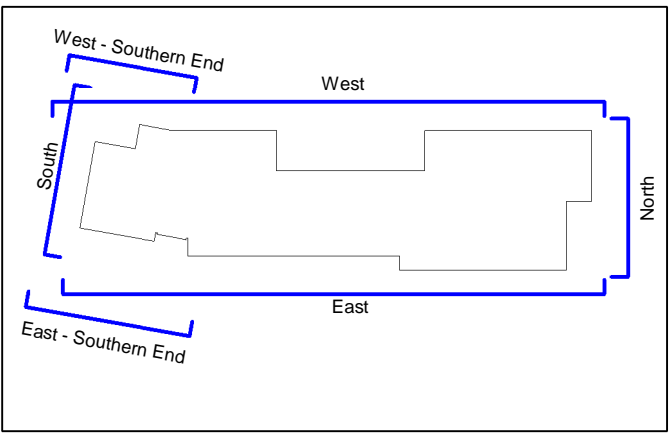 West - Southern End
West
South
North
East
East - Southern End